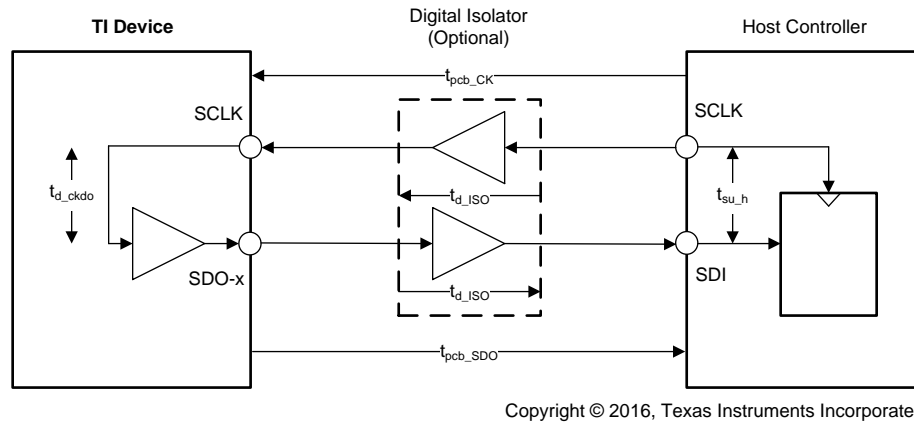 TI Device
Digital Isolator
(Optional)
Host Controller
t_pcb_CK
SCLK
SCLK
t_d_ckdo
t_d_ISO
t_su_h
SDO-x
SDI
t_d_ISO
t_pcb_SDO
Copyright © 2016, Texas Instruments Incorporate